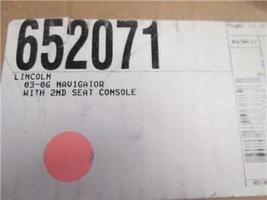 652071
LINCOLN
03-06 NAVIGATOR
WITH 2ND SEAT CONSOLE